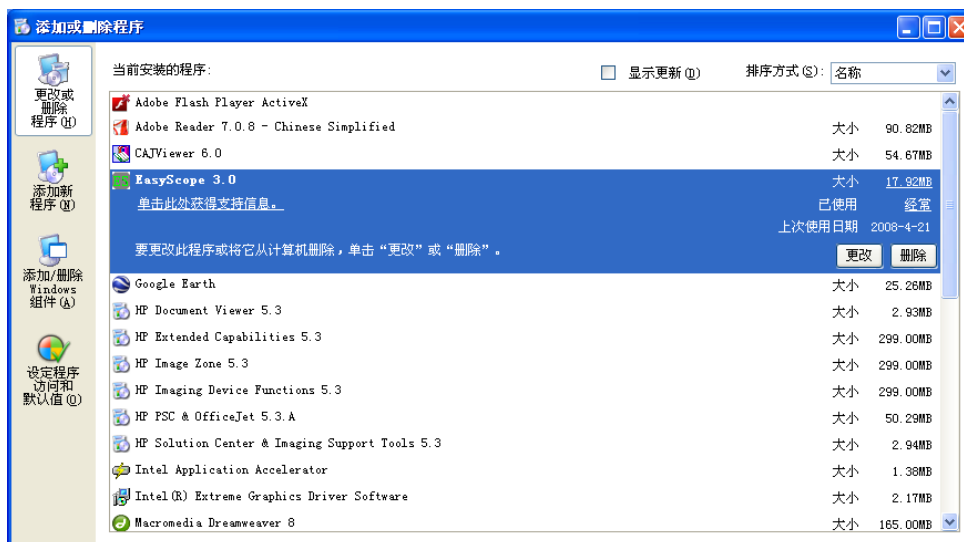 添加或删除程序
更改或
删除
程序(H)
添加新
程序(N)
添加/删除
Windows
组件(A)
设定程序
访问和
默认值(O)
当前安装的程序:
显示更新(D)
排序方式(S): 名称
Adobe Flash Player ActiveX
Adobe Reader 7.0.8 - Chinese Simplified 大小 90.82MB
CAJViewer 6.0 大小 54.67MB
EasyScope 3.0 大小 17.92MB
单击此处获得支持信息。 已使用 经常
上次使用日期 2008-4-21
要更改此程序或将它从计算机删除，单击“更改”或“删除”。 更改 删除
Google Earth 大小 25.26MB
HP Document Viewer 5.3 大小 2.93MB
HP Extended Capabilities 5.3 大小 299.00MB
HP Image Zone 5.3 大小 299.00MB
HP Imaging Device Functions 5.3 大小 299.00MB
HP PSC & OfficeJet 5.3.A 大小 50.29MB
HP Solution Center & Imaging Support Tools 5.3 大小 2.94MB
Intel Application Accelerator 大小 1.38MB
Intel(R) Extreme Graphics Driver Software 大小 2.17MB
Macromedia Dreamweaver 8 大小 165.00MB